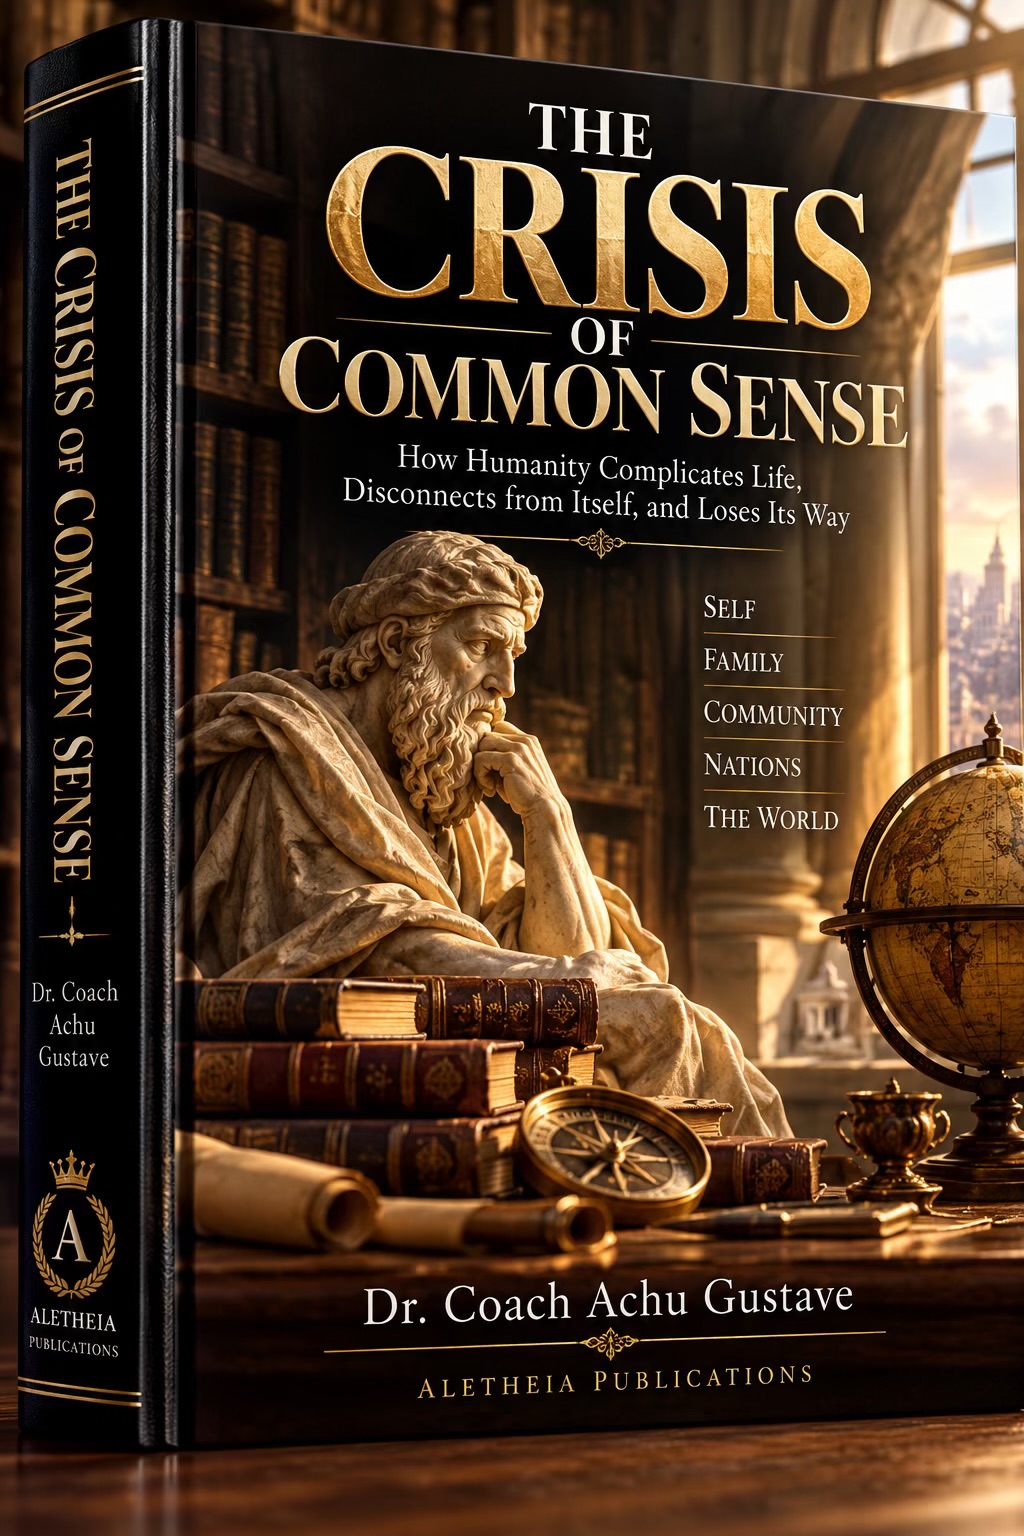 THE CRISIS OF COMMON SENSE
Dr. Coach
Achu
Gustave
A
ALETHEIA
PUBLICATIONS
THE
CRISIS
OF
COMMON SENSE
How Humanity Complicates Life,
Disconnects from Itself, and Loses Its Way
SELF
FAMILY
COMMUNITY
NATIONS
THE WORLD
Dr. Coach Achu Gustave
ALETHEIA PUBLICATIONS